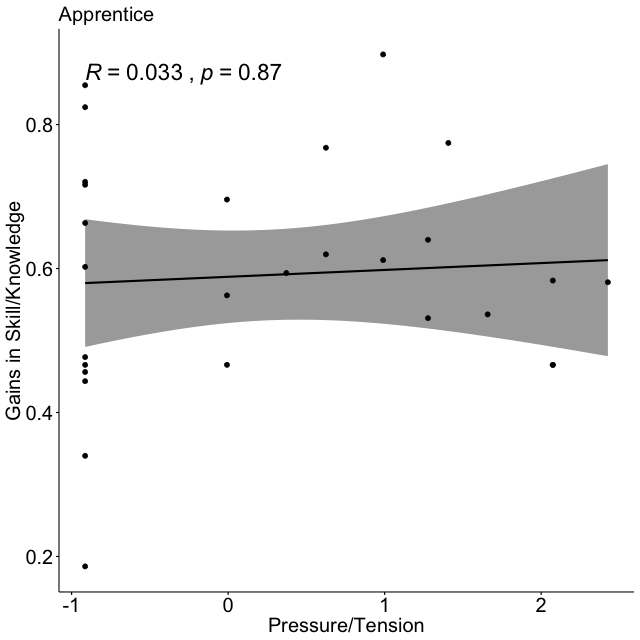 Apprentice
R = 0.033 , p = 0.87
Gains in Skill/Knowledge
0.8
0.6
0.4
0.2
-1 0 1 2
Pressure/Tension